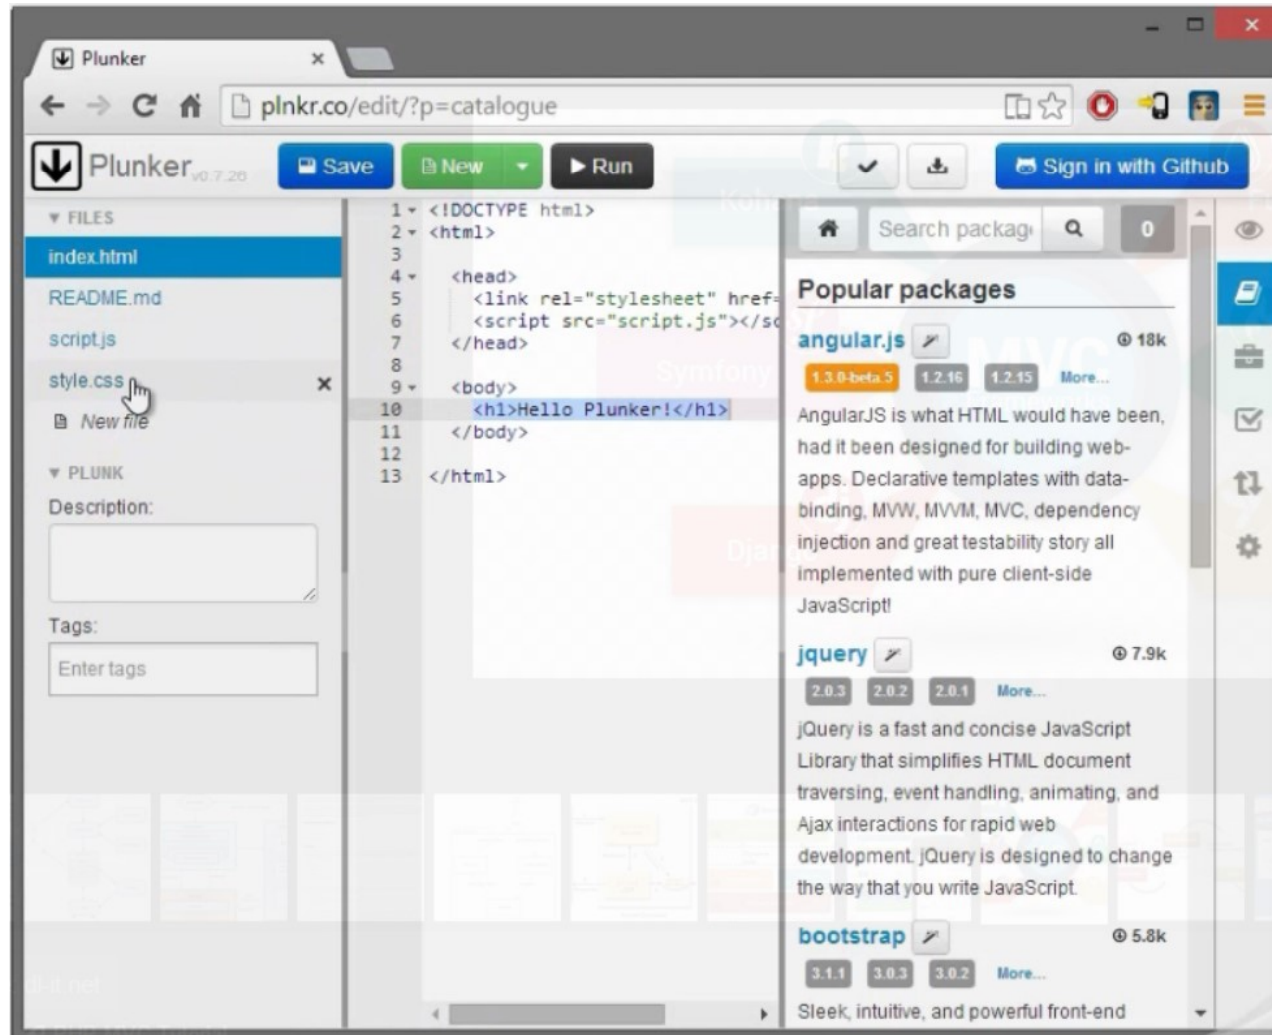 Plunker
plnkr.co/edit/?p=catalogue
Plunker v0.7.26
Save
New
Run
Sign in with Github
FILES
index.html
README.md
script.js
style.css
New file
PLUNK
Description:
Tags:
Enter tags
1 <!DOCTYPE html>
2 <html>
3
4 <head>
5 <link rel="stylesheet" href=
6 <script src="script.js"></sc
7 </head>
8
9 <body>
10 <h1>Hello Plunker!</h1>
11 </body>
12
13 </html>
Search packag
0
Popular packages
angular.js 18k
1.3.0-beta.5 1.2.16 1.2.15 More...
AngularJS is what HTML would have been,
had it been designed for building web-
apps. Declarative templates with data-
binding, MVW, MVVM, MVC, dependency
injection and great testability story all
implemented with pure client-side
JavaScript!
jquery 7.9k
2.0.3 2.0.2 2.0.1 More...
jQuery is a fast and concise JavaScript
Library that simplifies HTML document
traversing, event handling, animating, and
Ajax interactions for rapid web
development. jQuery is designed to change
the way that you write JavaScript.
bootstrap 5.8k
3.1.1 3.0.3 3.0.2 More...
Sleek, intuitive, and powerful front-end
Symfony
Django
MVC